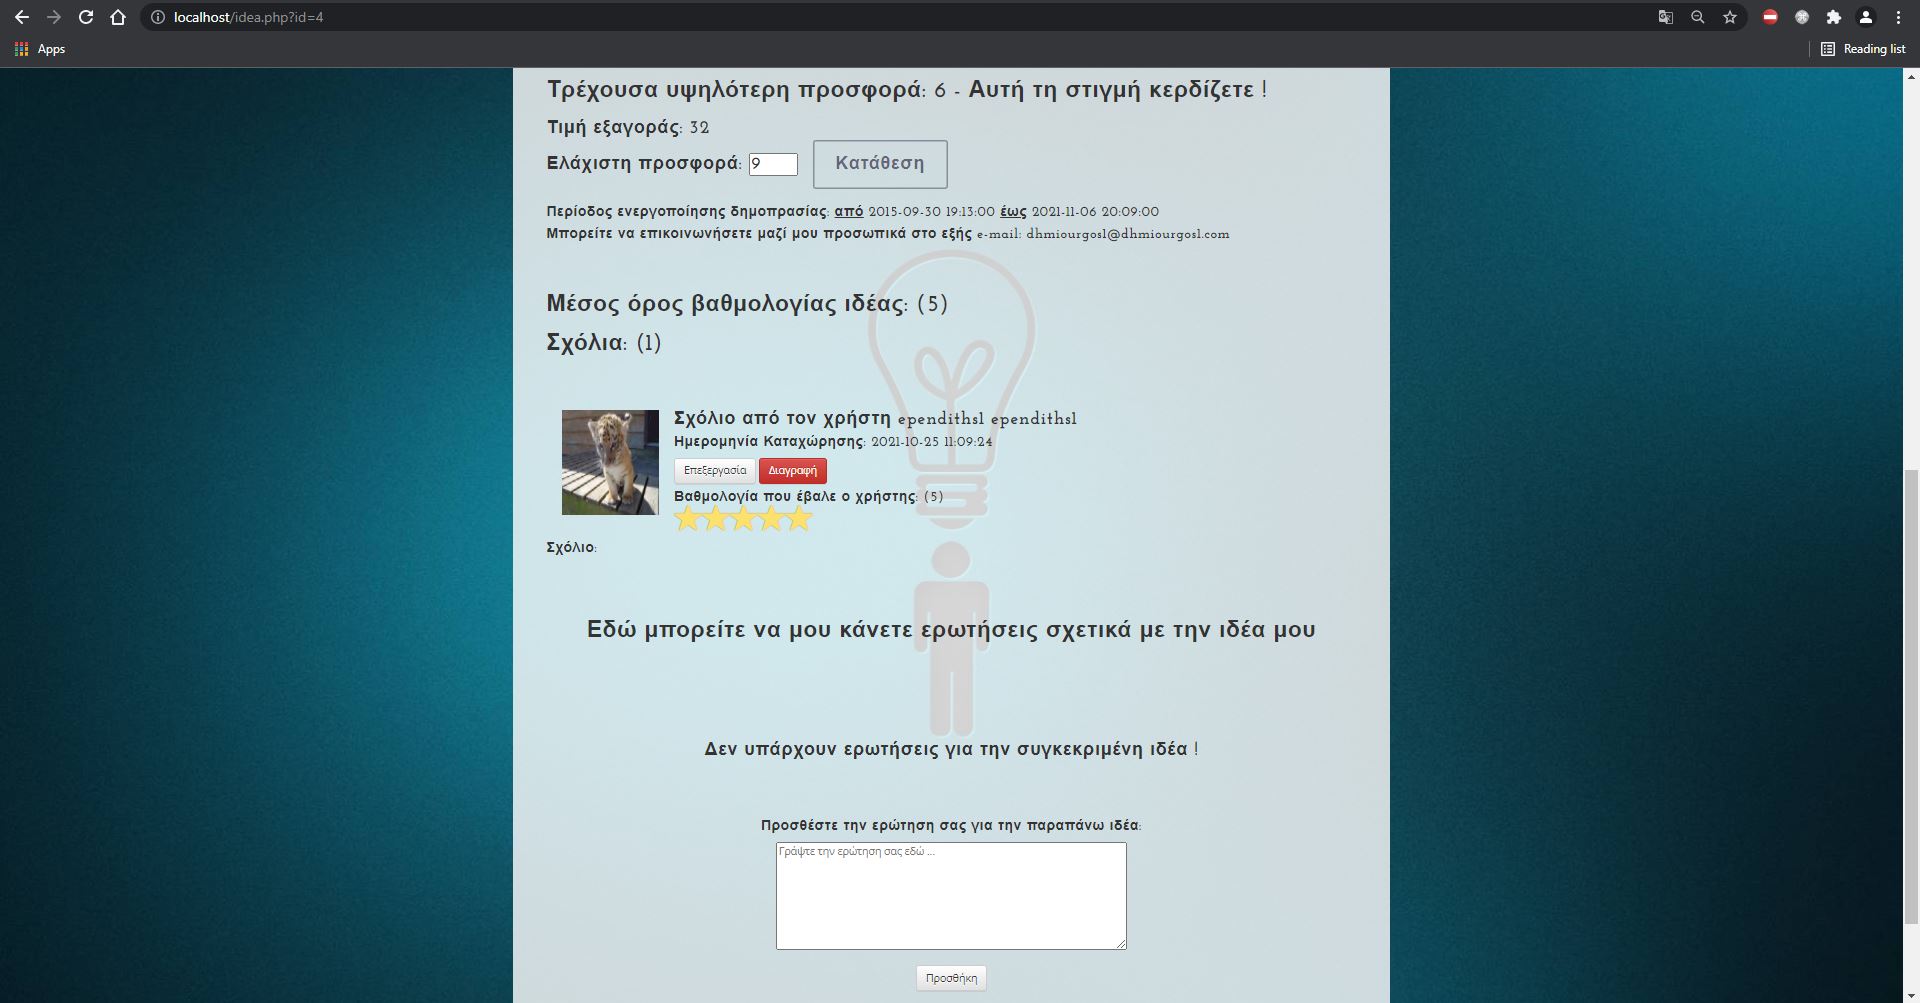 localhost/idea.php?id=4
Apps
Reading list
Τρέχουσα υψηλότερη προσφορά: 6 - Αυτή τη στιγμή κερδίζετε !
Τιμή εξαγοράς: 32
Ελάχιστη προσφορά: 9 Κατάθεση
Περίοδος ενεργοποίησης δημοπρασίας: από 2015-09-30 19:13:00 έως 2021-11-06 20:09:00
Μπορείτε να επικοινωνήσετε μαζί μου προσωπικά στο εξής e-mail: dhmiourgos1@dhmiourgos1.com
Μέσος όρος βαθμολογίας ιδέας: (5)
Σχόλια: (1)
Σχόλιο από τον χρήστη ependiths1 ependiths1
Ημερομηνία Καταχώρησης: 2021-10-25 11:09:24
Επεξεργασία Διαγραφή
Βαθμολογία που έβαλε ο χρήστης: (5)
Σχόλιο:
Εδώ μπορείτε να μου κάνετε ερωτήσεις σχετικά με την ιδέα μου
Δεν υπάρχουν ερωτήσεις για την συγκεκριμένη ιδέα !
Προσθέστε την ερώτηση σας για την παραπάνω ιδέα:
Γράψτε την ερώτηση σας εδώ ...
Προσθήκη